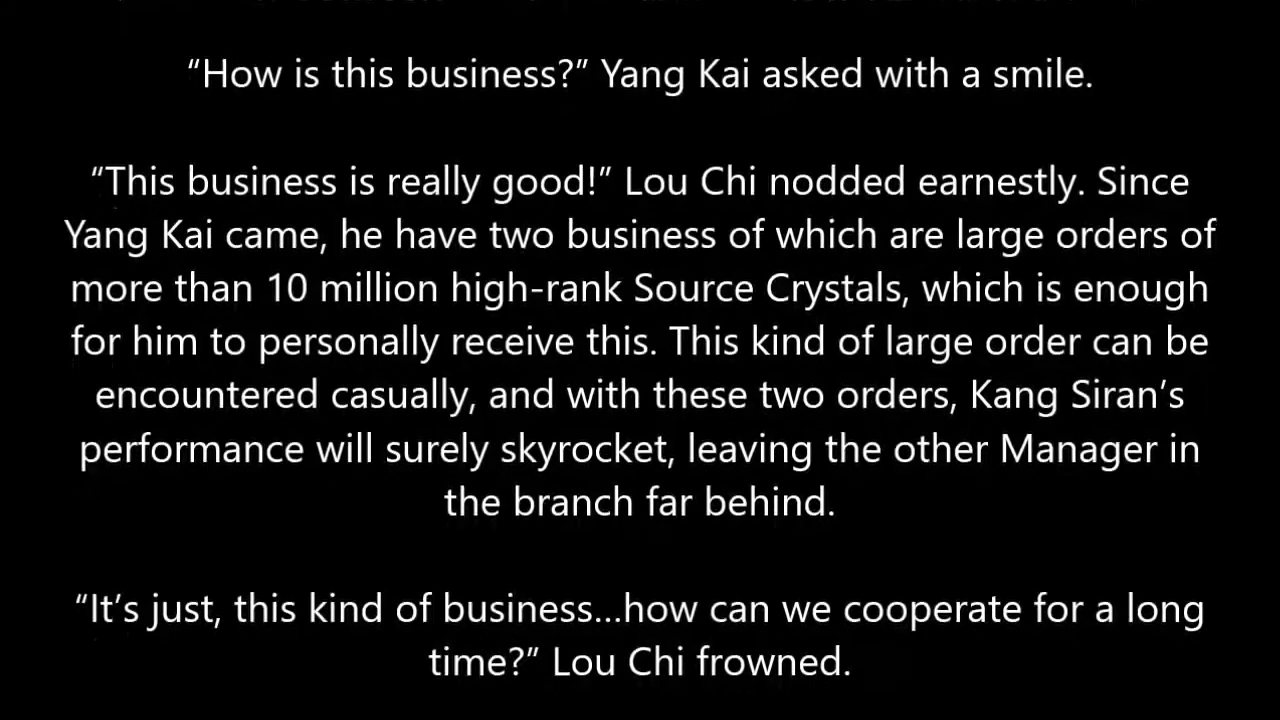 “How is this business?” Yang Kai asked with a smile.
“This business is really good!” Lou Chi nodded earnestly. Since
Yang Kai came, he have two business of which are large orders of
more than 10 million high-rank Source Crystals, which is enough
for him to personally receive this. This kind of large order can be
encountered casually, and with these two orders, Kang Siran’s
performance will surely skyrocket, leaving the other Manager in
the branch far behind.
“It’s just, this kind of business...how can we cooperate for a long
time?” Lou Chi frowned.